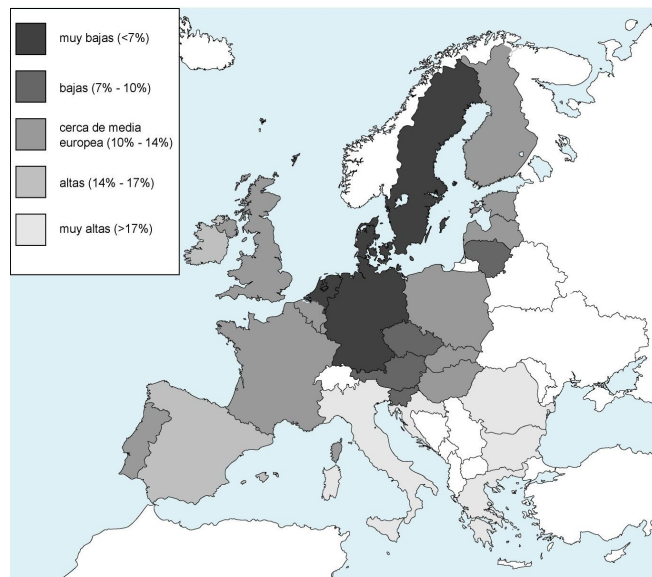 muy bajas (<7%)
bajas (7% - 10%)
cerca de media
europea (10% - 14%)
altas (14% - 17%)
muy altas (>17%)